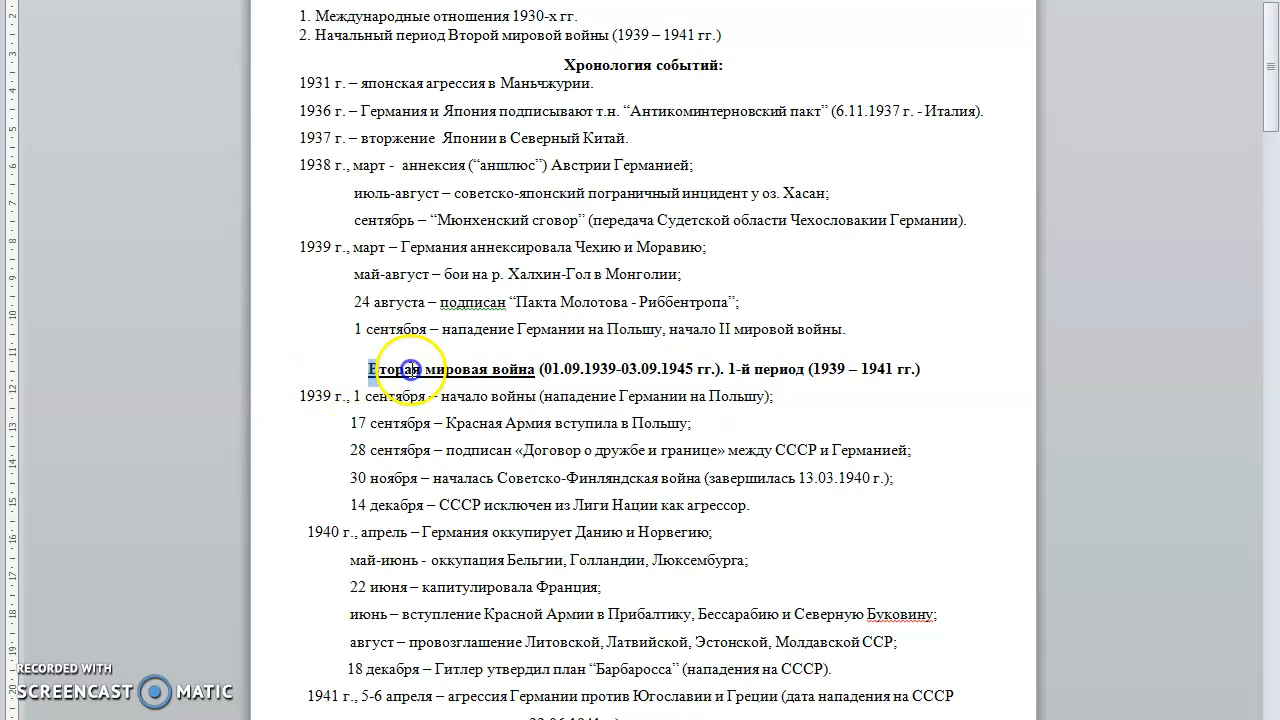 1. Международные отношения 1930-х гг.
2. Начальный период Второй мировой войны (1939 – 1941 гг.)
Хронология событий:
1931 г. – японская агрессия в Маньчжурии.
1936 г. – Германия и Япония подписывают т.н. “Антикоминтерновский пакт” (6.11.1937 г. - Италия).
1937 г. – вторжение Японии в Северный Китай.
1938 г., март - аннексия (“аншлюс”) Австрии Германией;
июль-август – советско-японский пограничный инцидент у оз. Хасан;
сентябрь – “Мюнхенский сговор” (передача Судетской области Чехословакии Германии).
1939 г., март – Германия аннексировала Чехию и Моравию;
май-август – бои на р. Халхин-Гол в Монголии;
24 августа – подписан “Пакта Молотова - Риббентропа”;
1 сентября – нападение Германии на Польшу, начало II мировой войны.
Вторая мировая война (01.09.1939-03.09.1945 гг.). 1-й период (1939 – 1941 гг.)
1939 г., 1 сентября – начало войны (нападение Германии на Польшу);
17 сентября – Красная Армия вступила в Польшу;
28 сентября – подписан «Договор о дружбе и границе» между СССР и Германией;
30 ноября – началась Советско-Финляндская война (завершилась 13.03.1940 г.);
14 декабря – СССР исключен из Лиги Нации как агрессор.
1940 г., апрель – Германия оккупирует Данию и Норвегию;
май-июнь - оккупация Бельгии, Голландии, Люксембурга;
22 июня – капитулировала Франция;
июнь – вступление Красной Армии в Прибалтику, Бессарабию и Северную Буковину;
август – провозглашение Литовской, Латвийской, Эстонской, Молдавской ССР;
18 декабря – Гитлер утвердил план “Барбаросса” (нападения на СССР).
1941 г., 5-6 апреля – агрессия Германии против Югославии и Греции (дата нападения на СССР
RECORDED WITH
SCREENCAST MATIC